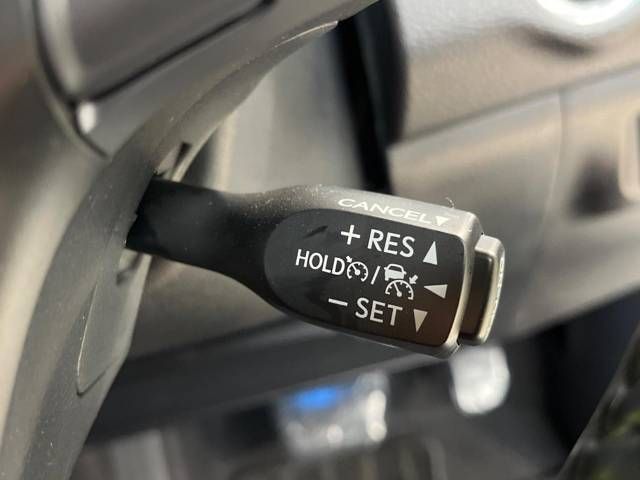 CANCEL▼
+ RES ▲
HOLD / ◀
− SET ▼